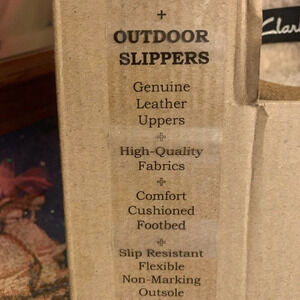 +
OUTDOOR
SLIPPERS
Genuine
Leather
Uppers
+
High-Quality
Fabrics
+
Comfort
Cushioned
Footbed
+
Slip Resistant
Flexible
Non-Marking
Outsole